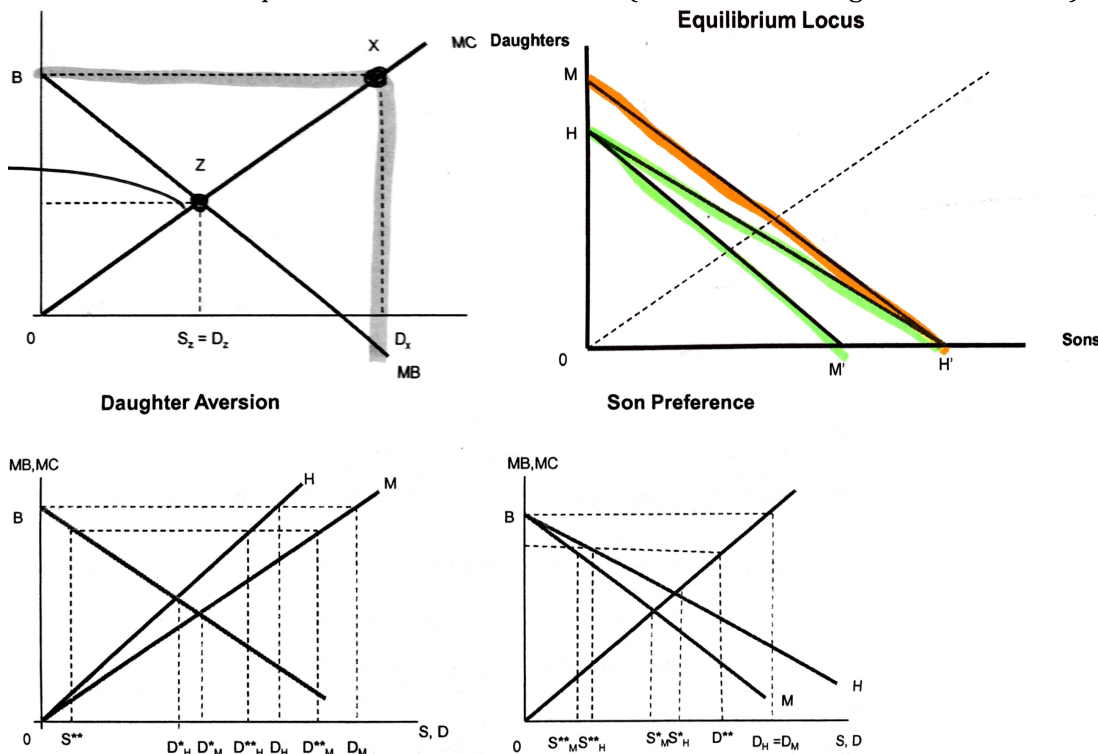 Equilibrium Locus
X
MC
Daughters
B
M
H
Z
0
S_z = D_z
D_x
MB
0
M'
H'
Sons
Daughter Aversion
Son Preference
MB,MC
H
M
B
0
S**
D*_H
D*_M
D**_H
D_H
D**_M
D_M
S, D
MB,MC
B
H
M
0
S**_M
S**_H
S*_M
S*_H
D**
D_H =D_M
S, D